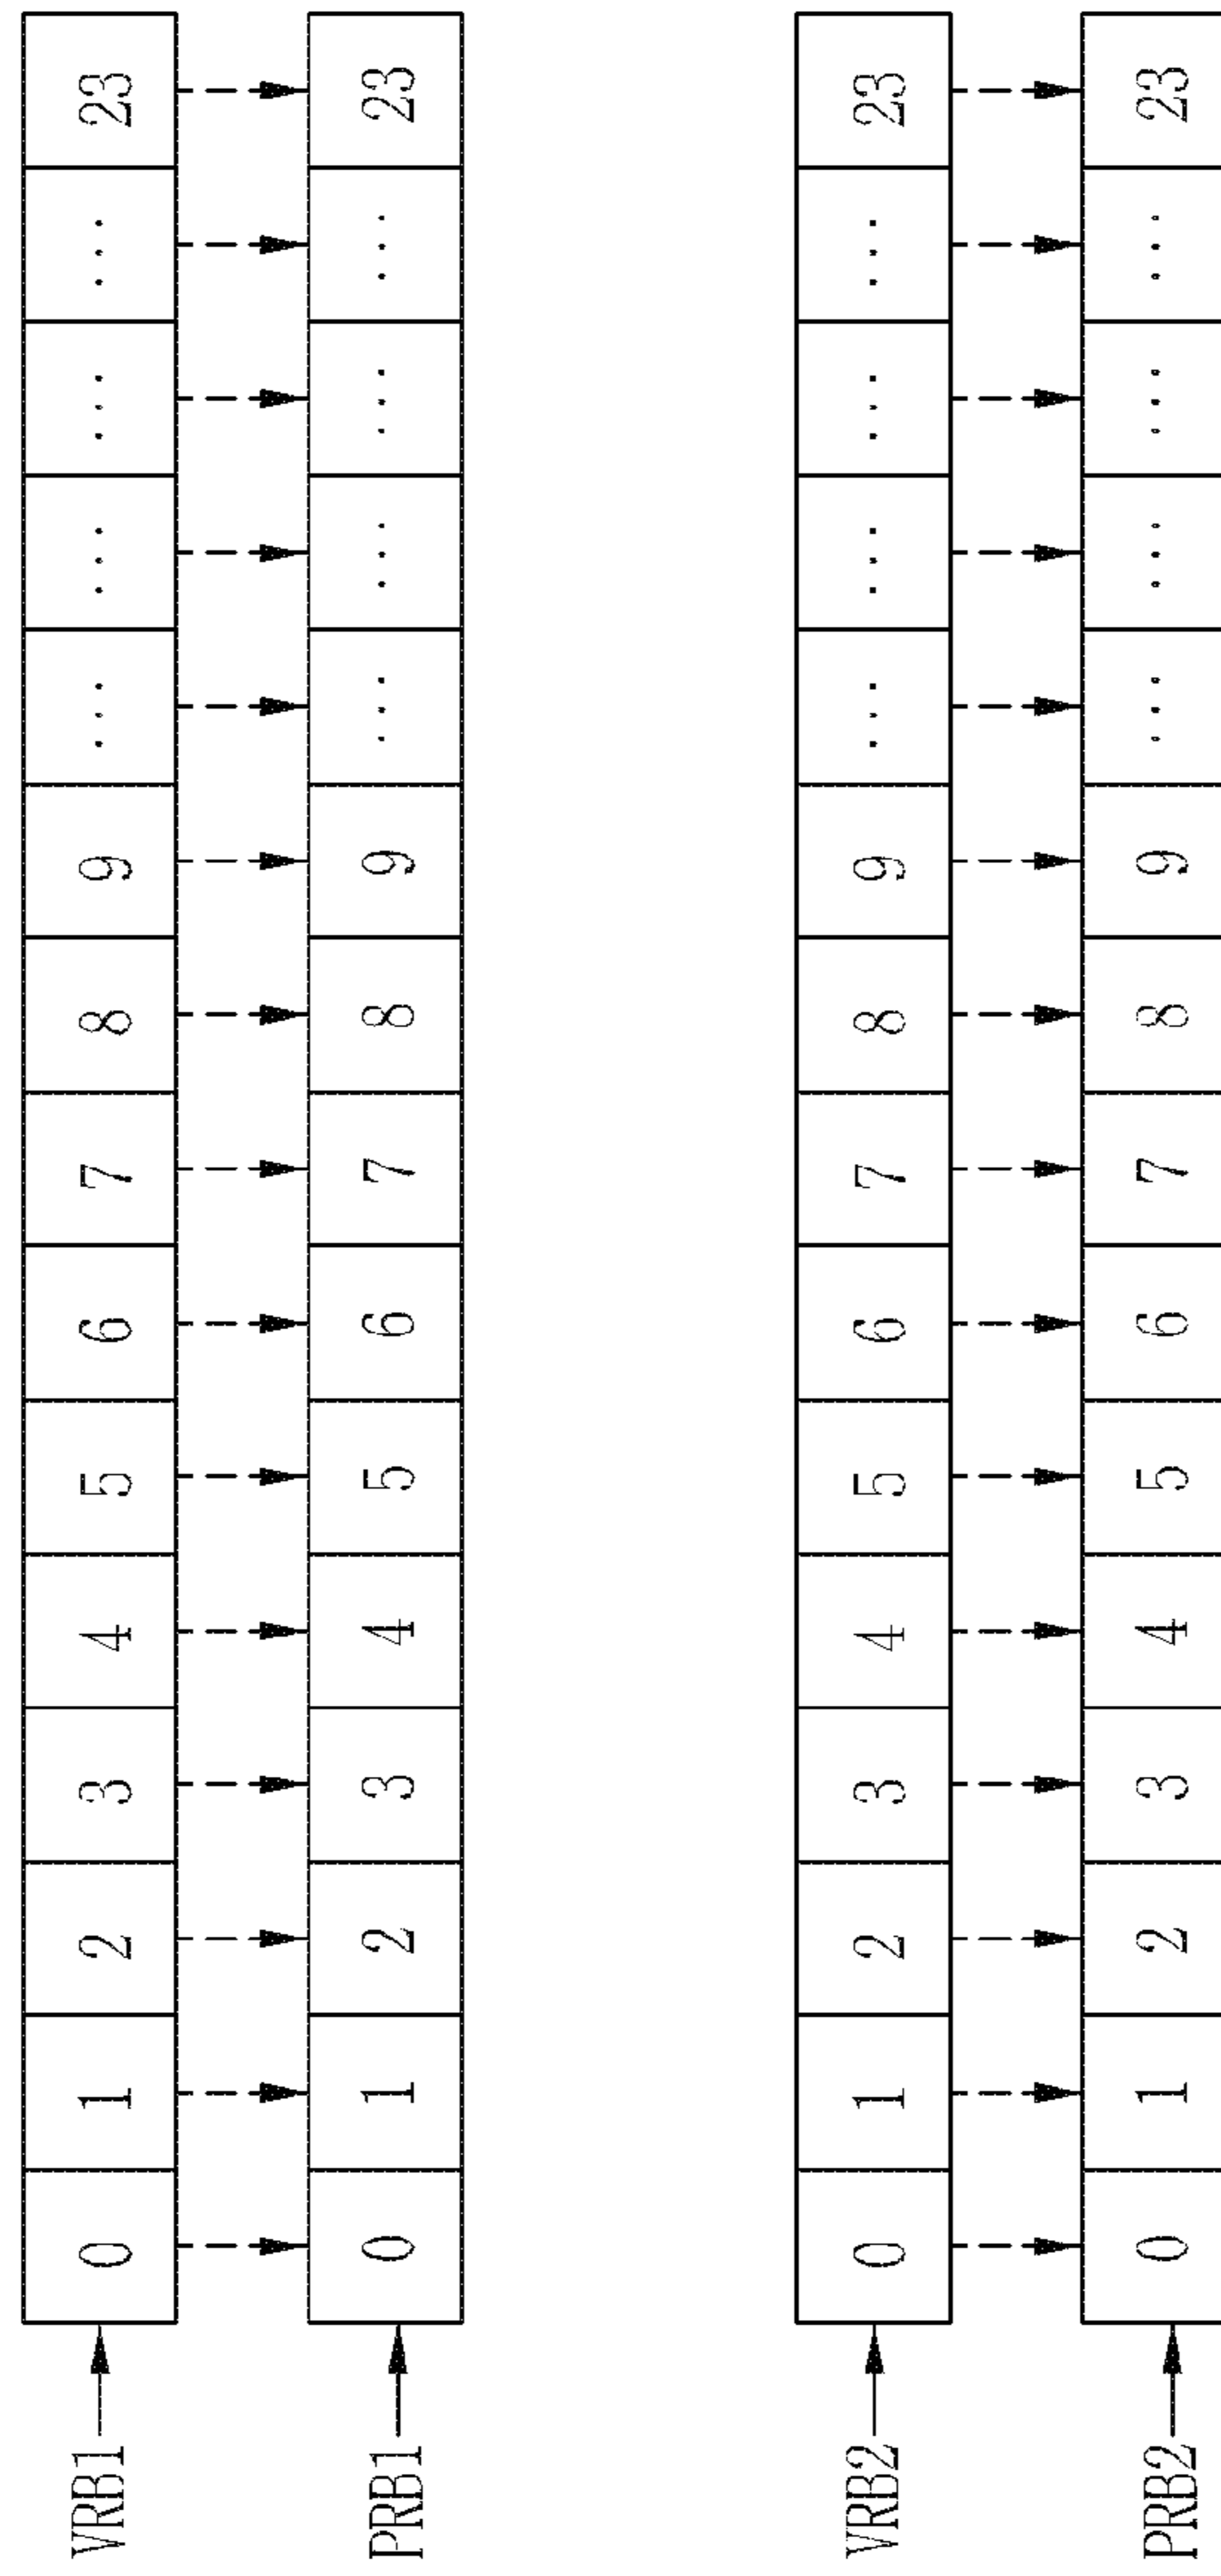 VRB1 0 1 2 3 4 5 6 7 8 9 ... ... ... ... 23
PRB1 0 1 2 3 4 5 6 7 8 9 ... ... ... ... 23
VRB2 0 1 2 3 4 5 6 7 8 9 ... ... ... ... 23
PRB2 0 1 2 3 4 5 6 7 8 9 ... ... ... ... 23